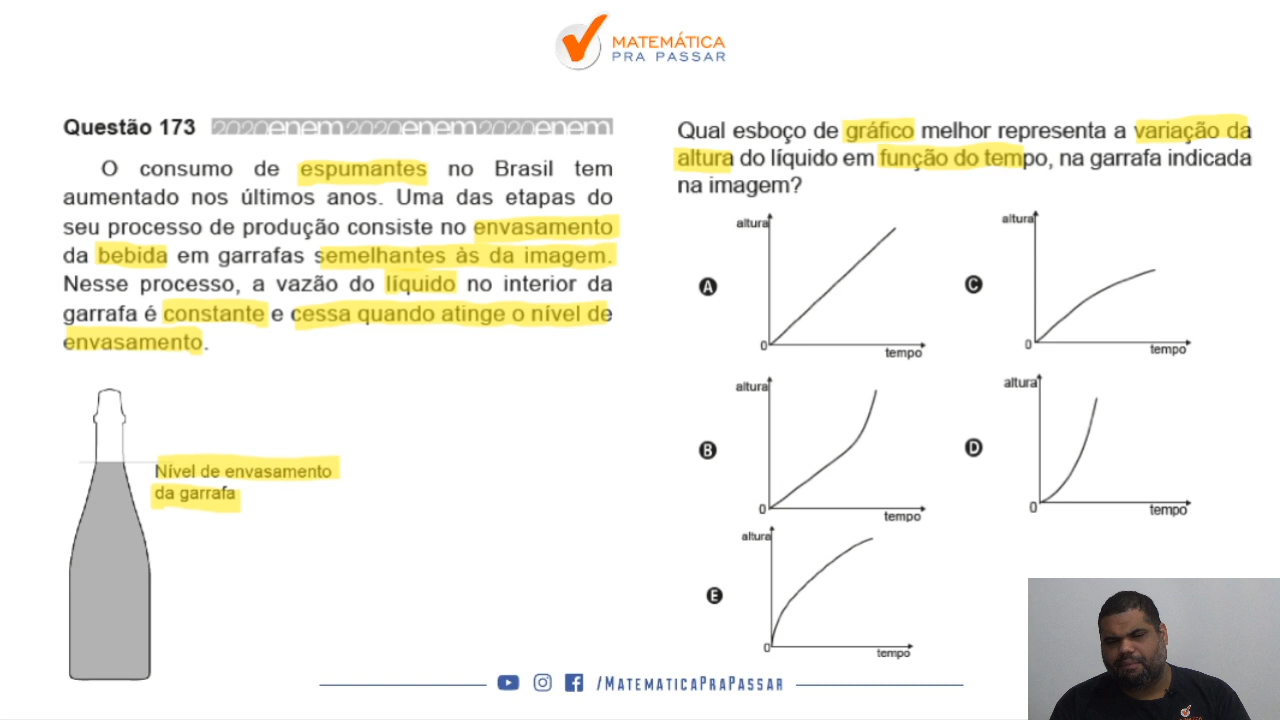 MATEMÁTICA
PRA PASSAR
Questão 173 2020enem2020enem2020enem
O consumo de espumantes no Brasil tem
aumentado nos últimos anos. Uma das etapas do
seu processo de produção consiste no envasamento
da bebida em garrafas semelhantes às da imagem.
Nesse processo, a vazão do líquido no interior da
garrafa é constante e cessa quando atinge o nível de
envasamento.
Nível de envasamento
da garrafa
Qual esboço de gráfico melhor representa a variação da
altura do líquido em função do tempo, na garrafa indicada
na imagem?
A
altura
0
tempo
B
altura
0
tempo
C
altura
0
tempo
D
altura
0
tempo
E
altura
0
tempo
/MATEMATICAPRAPASSAR